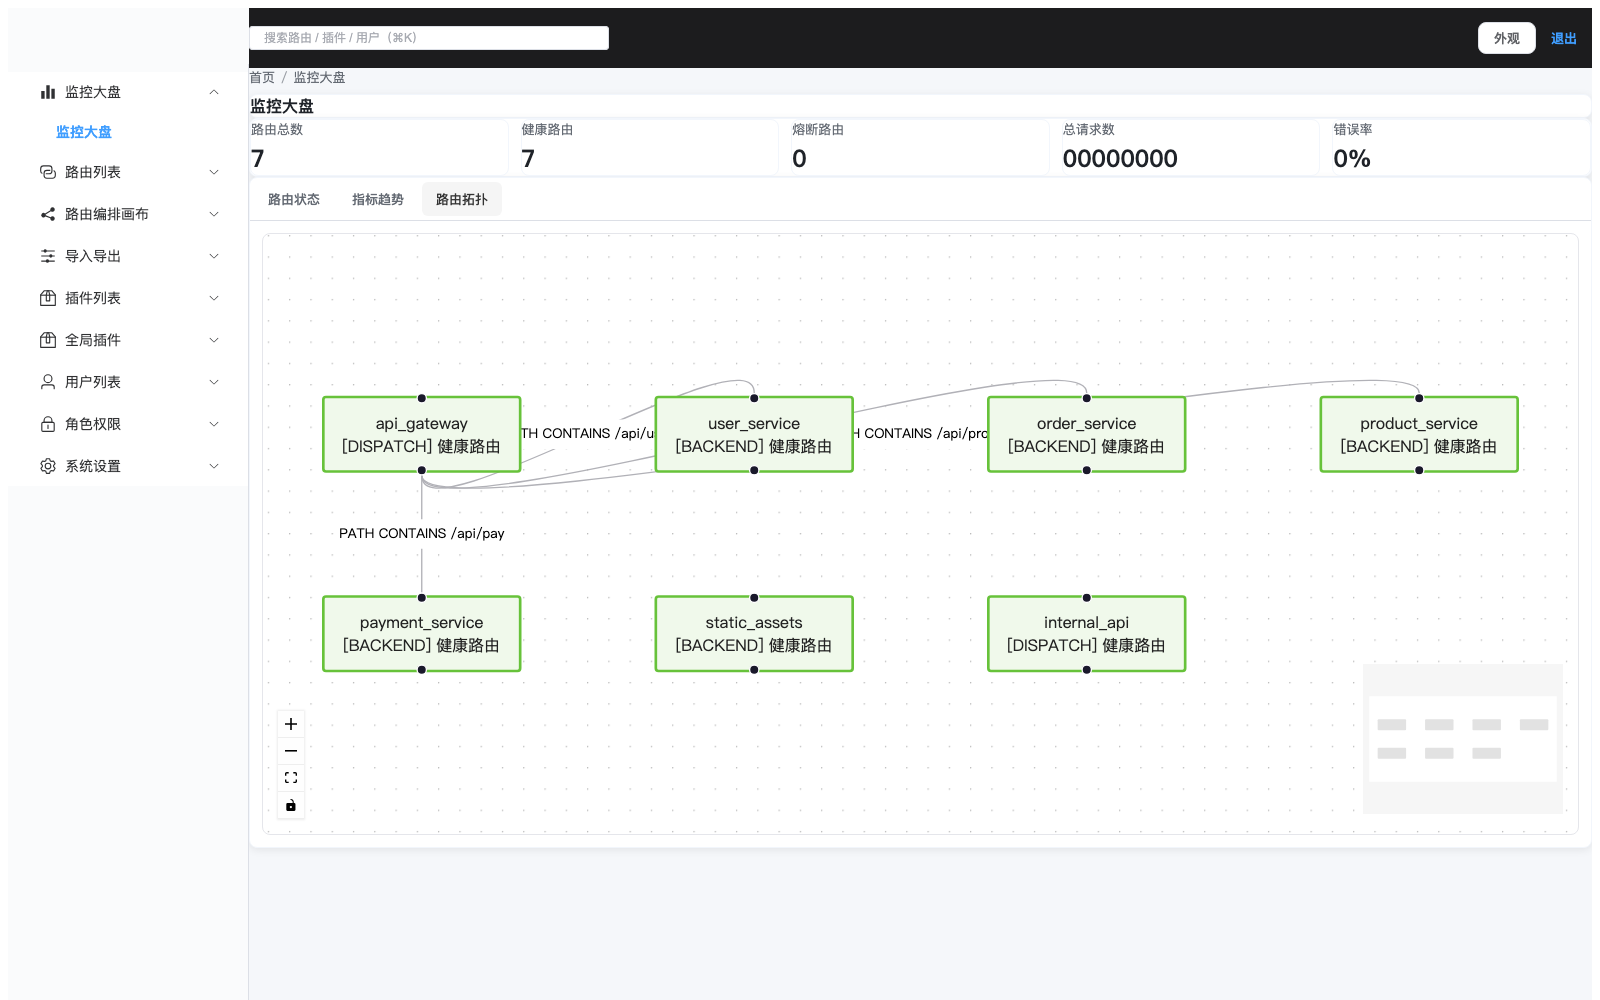 搜索路由 / 插件 / 用户（⌘K）
外观
退出
监控大盘
监控大盘
路由列表
路由编排画布
导入导出
插件列表
全局插件
用户列表
角色权限
系统设置
首页 / 监控大盘
监控大盘
路由总数
7
健康路由
7
熔断路由
0
总请求数
00000000
错误率
0%
路由状态
指标趋势
路由拓扑
api_gateway
[DISPATCH] 健康路由
TH CONTAINS /api/u
user_service
[BACKEND] 健康路由
H CONTAINS /api/pro
order_service
[BACKEND] 健康路由
product_service
[BACKEND] 健康路由
PATH CONTAINS /api/pay
payment_service
[BACKEND] 健康路由
static_assets
[BACKEND] 健康路由
internal_api
[DISPATCH] 健康路由